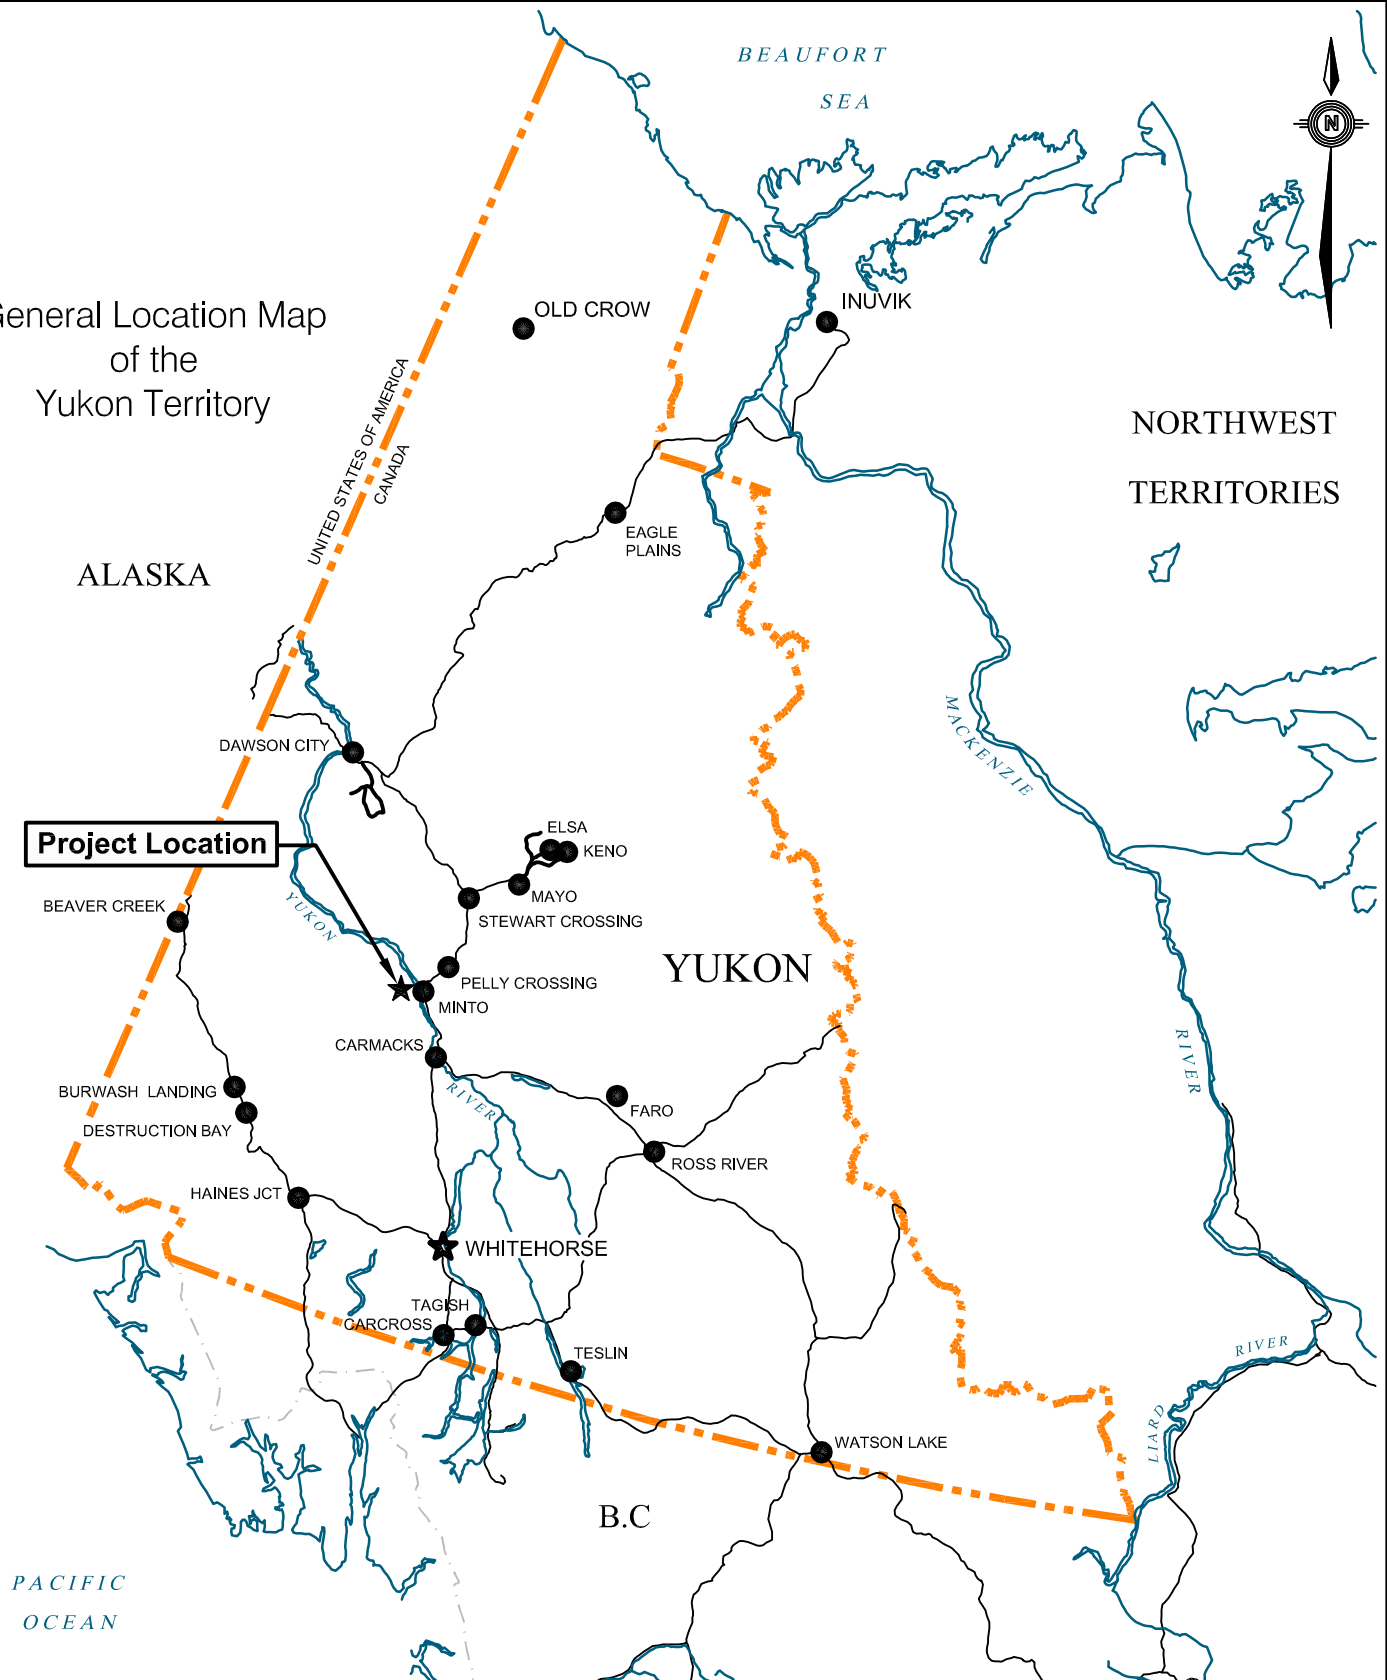 BEAUFORT
SEA
N
INUVIK
OLD CROW
General Location Map
of the
Yukon Territory
UNITED STATES OF AMERICA
CANADA
NORTHWEST
TERRITORIES
EAGLE
PLAINS
ALASKA
MACKENZIE
DAWSON CITY
Project Location
ELSA
KENO
MAYO
BEAVER CREEK
YUKON
STEWART CROSSING
YUKON
PELLY CROSSING
MINTO
CARMACKS
RIVER
RIVER
BURWASH LANDING
FARO
DESTRUCTION BAY
ROSS RIVER
HAINES JCT
WHITEHORSE
TAGISH
CARCROSS
TESLIN
RIVER
LIARD
WATSON LAKE
B.C
PACIFIC
OCEAN